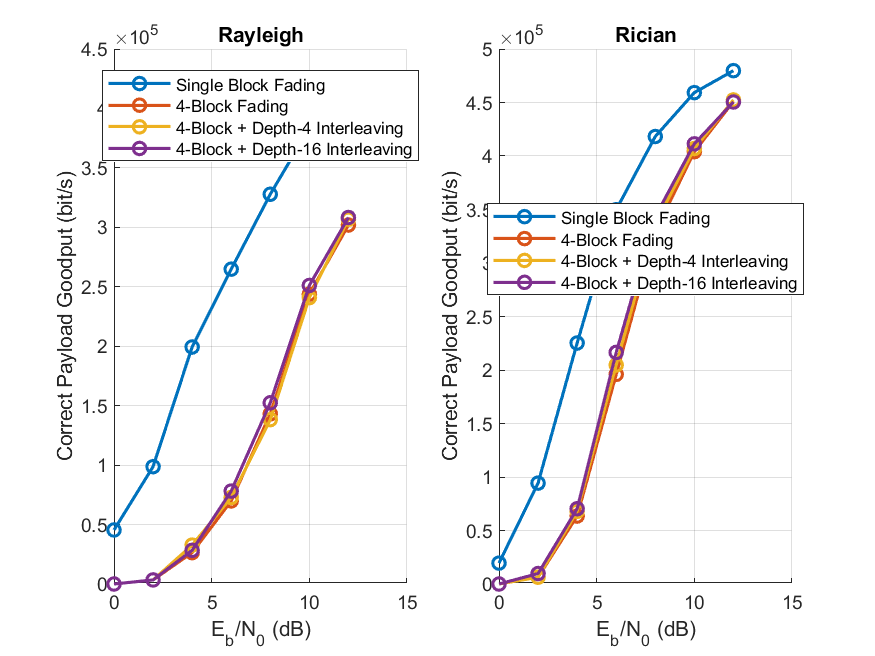 ×10⁵
Rayleigh
4.5
4
3.5
3
2.5
2
1.5
1
0.5
0
0
5
10
15
Correct Payload Goodput (bit/s)
E_b/N_0 (dB)
Single Block Fading
4-Block Fading
4-Block + Depth-4 Interleaving
4-Block + Depth-16 Interleaving
×10⁵
Rician
5
4.5
4
3.5
3
2.5
2
1.5
1
0.5
0
0
5
10
15
Correct Payload Goodput (bit/s)
E_b/N_0 (dB)
Single Block Fading
4-Block Fading
4-Block + Depth-4 Interleaving
4-Block + Depth-16 Interleaving